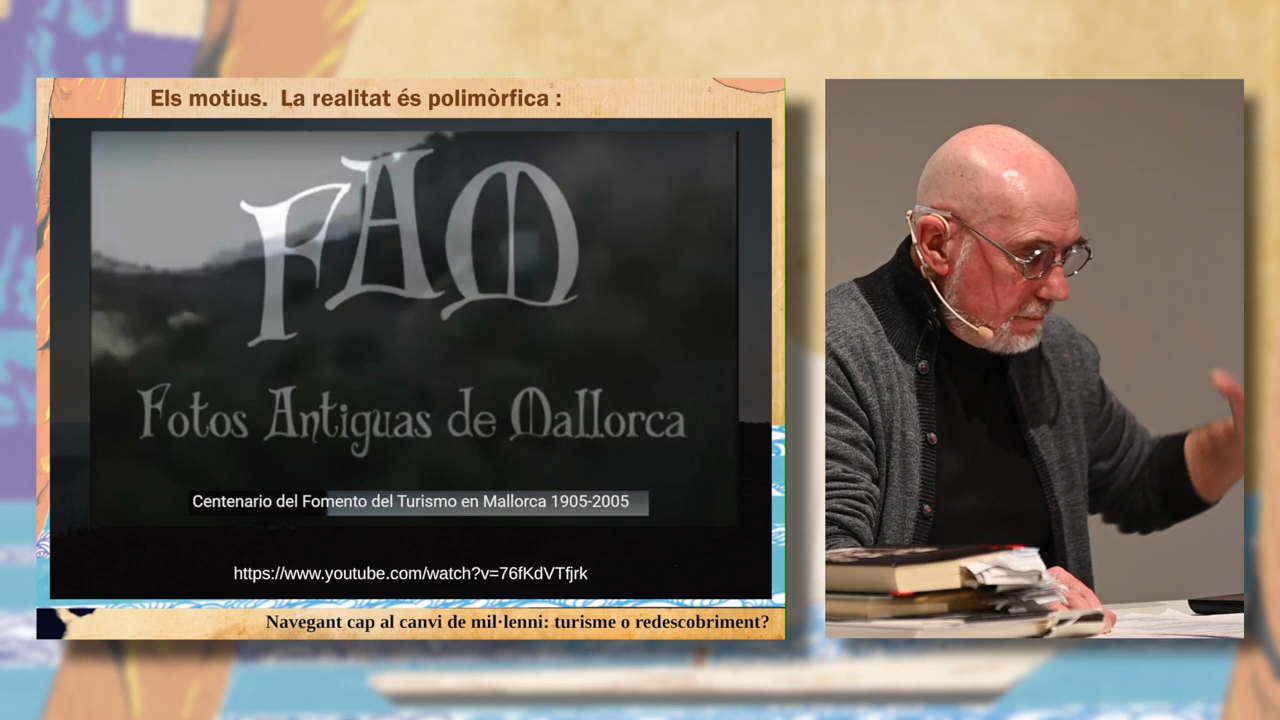 Els motius. La realitat és polimòrfica :
FAM
Fotos Antiguas de Mallorca
Centenario del Fomento del Turismo en Mallorca 1905-2005
https://www.youtube.com/watch?v=76fKdVTfjrk
Navegant cap al canvi de mil·lenni: turisme o redescobriment?